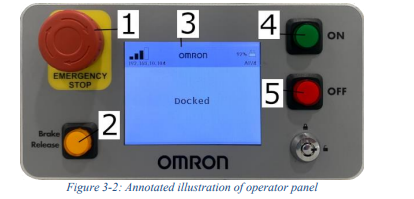 1
3
4
OMRON
92%
ON
EMERGENCY
STOP
Docked
5
OFF
2
Brake
Release
OMRON
Figure 3-2: Annotated illustration of operator panel